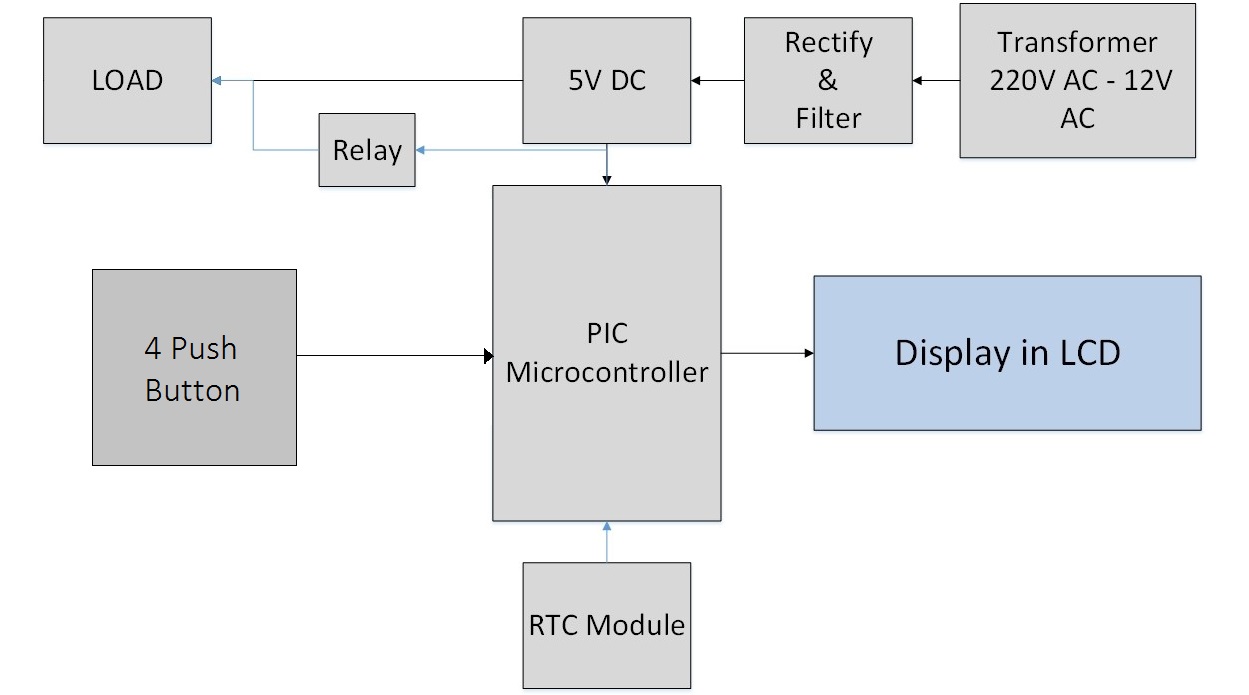 LOAD
5V DC
Rectify
&
Filter
Transformer
220V AC - 12V
AC
Relay
4 Push
Button
PIC
Microcontroller
Display in LCD
RTC Module